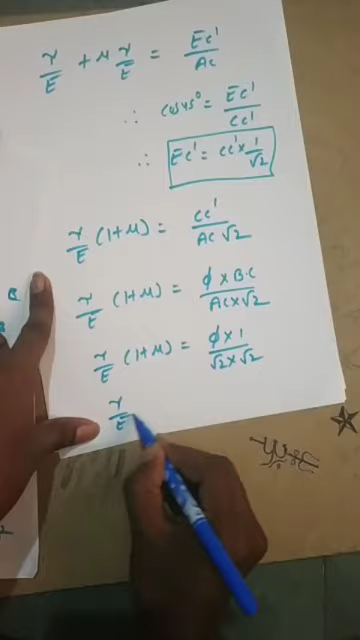 τ/E + μ τ/E = Ec'/Ac
∴ cos45° = Ec'/cc'
∴ Ec' = cc' × 1/√2
τ/E (1+μ) = cc'/Ac √2
τ/E (1+μ) = ϕ × BC/AC × √2
τ/E (1+μ) = ϕ × 1/√2 × √2
τ/E
B